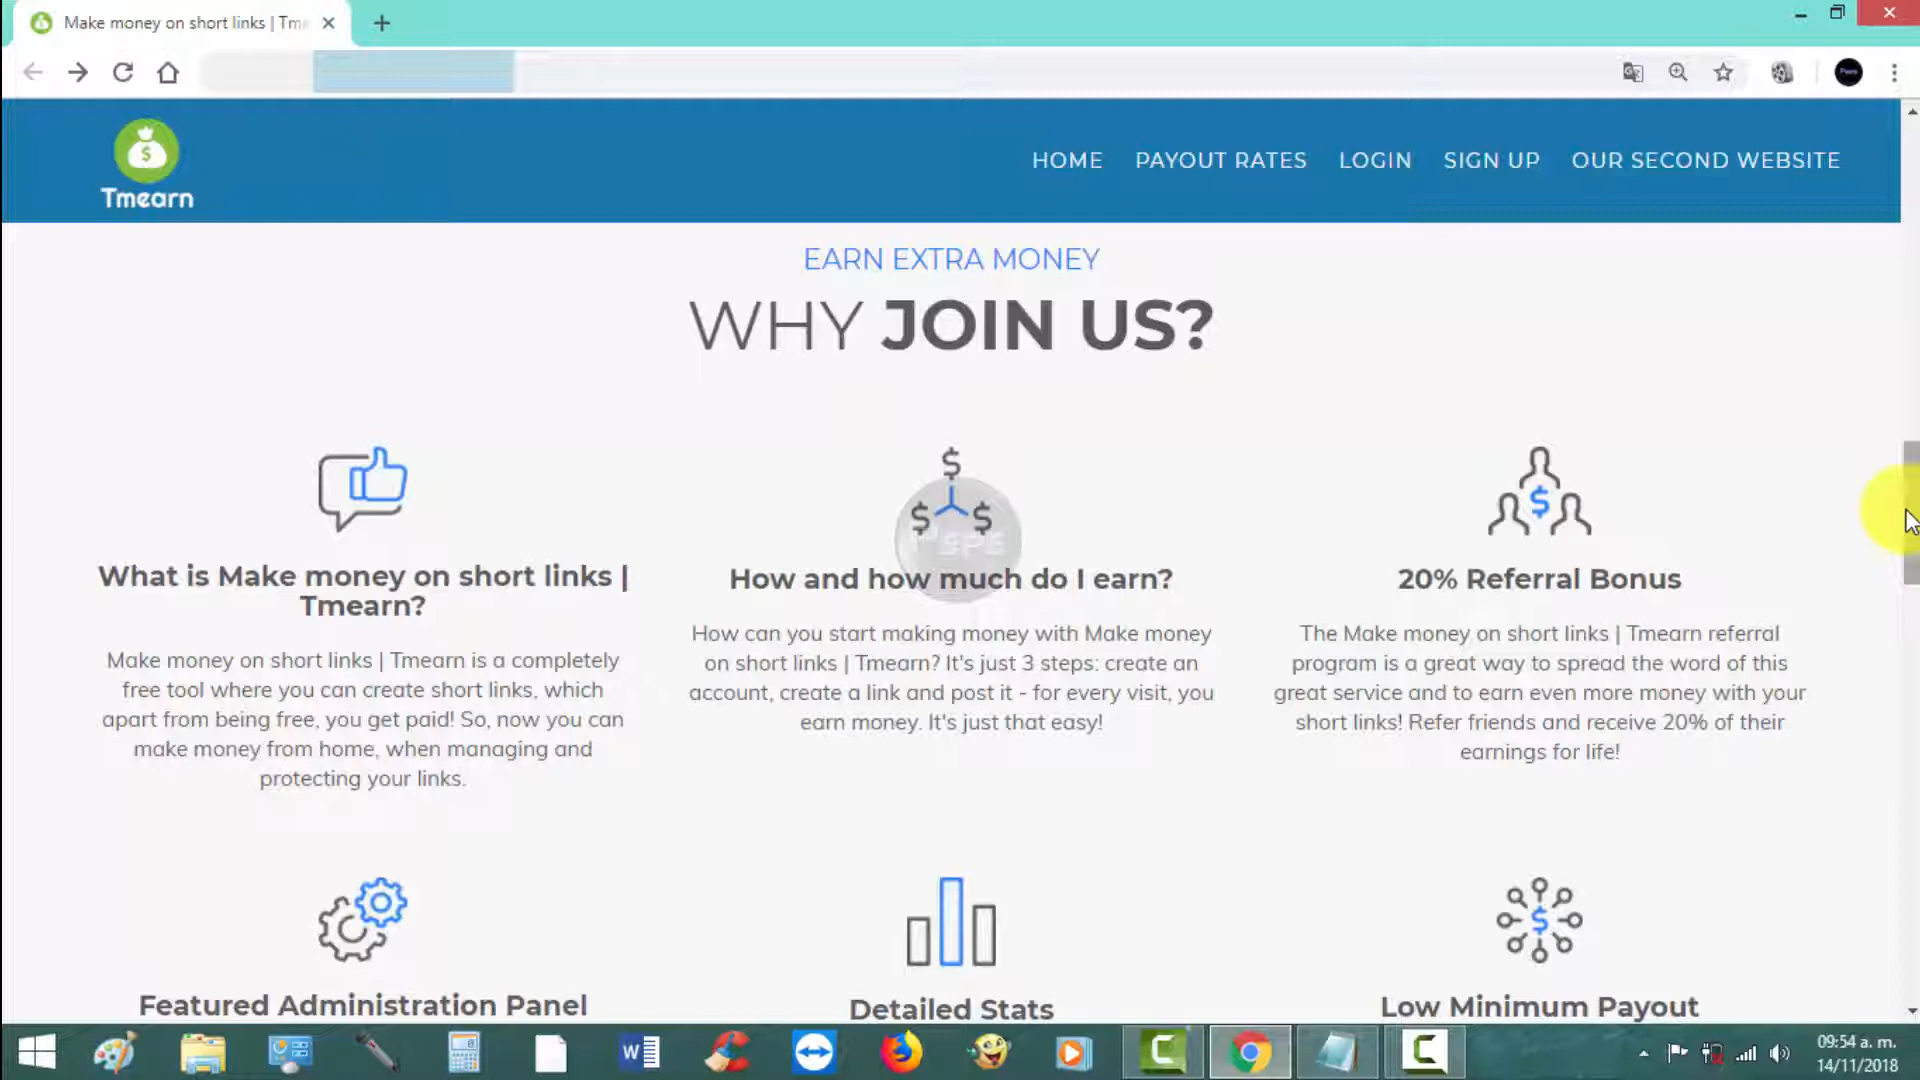 Make money on short links | Tm
Tmearn
HOME PAYOUT RATES LOGIN SIGN UP OUR SECOND WEBSITE
EARN EXTRA MONEY
WHY JOIN US?
What is Make money on short links |
Tmearn?
Make money on short links | Tmearn is a completely
free tool where you can create short links, which
apart from being free, you get paid! So, now you can
make money from home, when managing and
protecting your links.
How and how much do I earn?
How can you start making money with Make money
on short links | Tmearn? It's just 3 steps: create an
account, create a link and post it - for every visit, you
earn money. It's just that easy!
20% Referral Bonus
The Make money on short links | Tmearn referral
program is a great way to spread the word of this
great service and to earn even more money with your
short links! Refer friends and receive 20% of their
earnings for life!
Featured Administration Panel
Detailed Stats
Low Minimum Payout
09:54 a. m.
14/11/2018